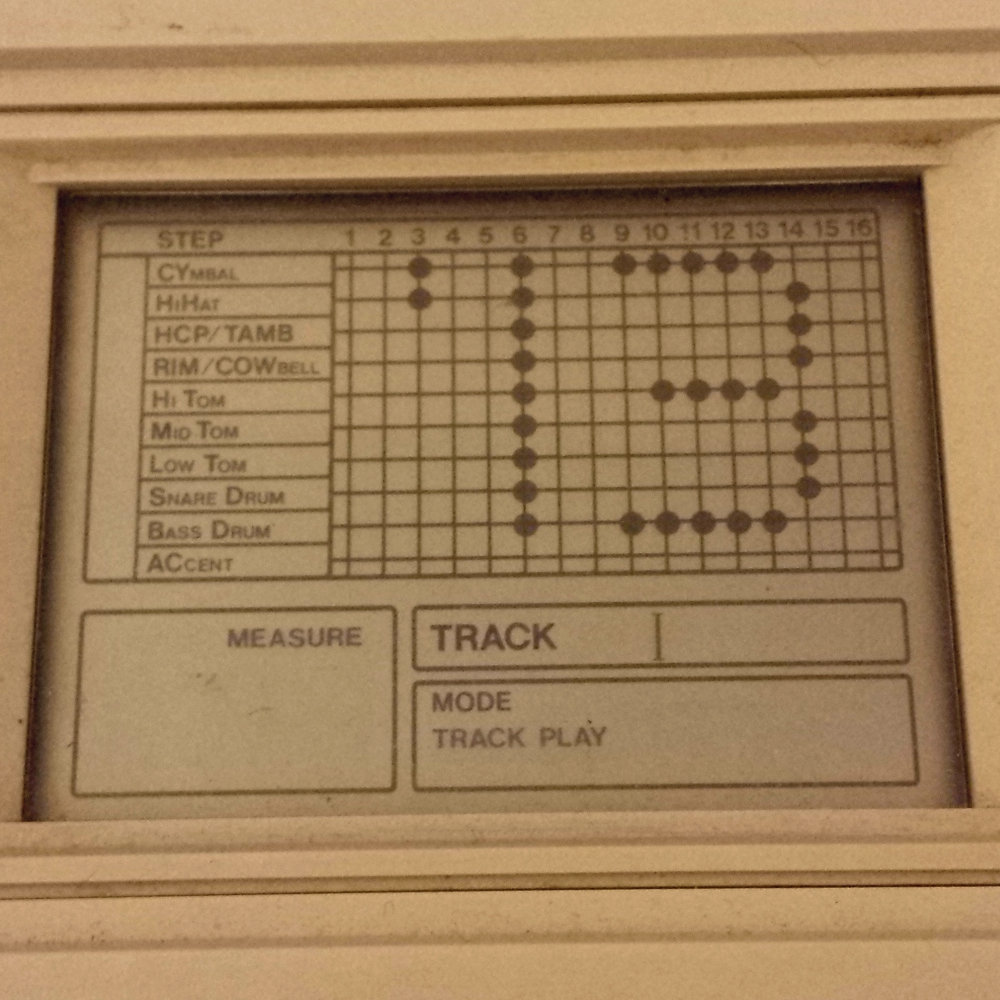 STEP 1 2 3 4 5 6 7 8 9 10 11 12 13 14 15 16
CYMBAL
HIHAT
HCP/TAMB
RIM/COWBELL
HI TOM
MID TOM
LOW TOM
SNARE DRUM
BASS DRUM
ACCENT
MEASURE
TRACK I
MODE
TRACK PLAY